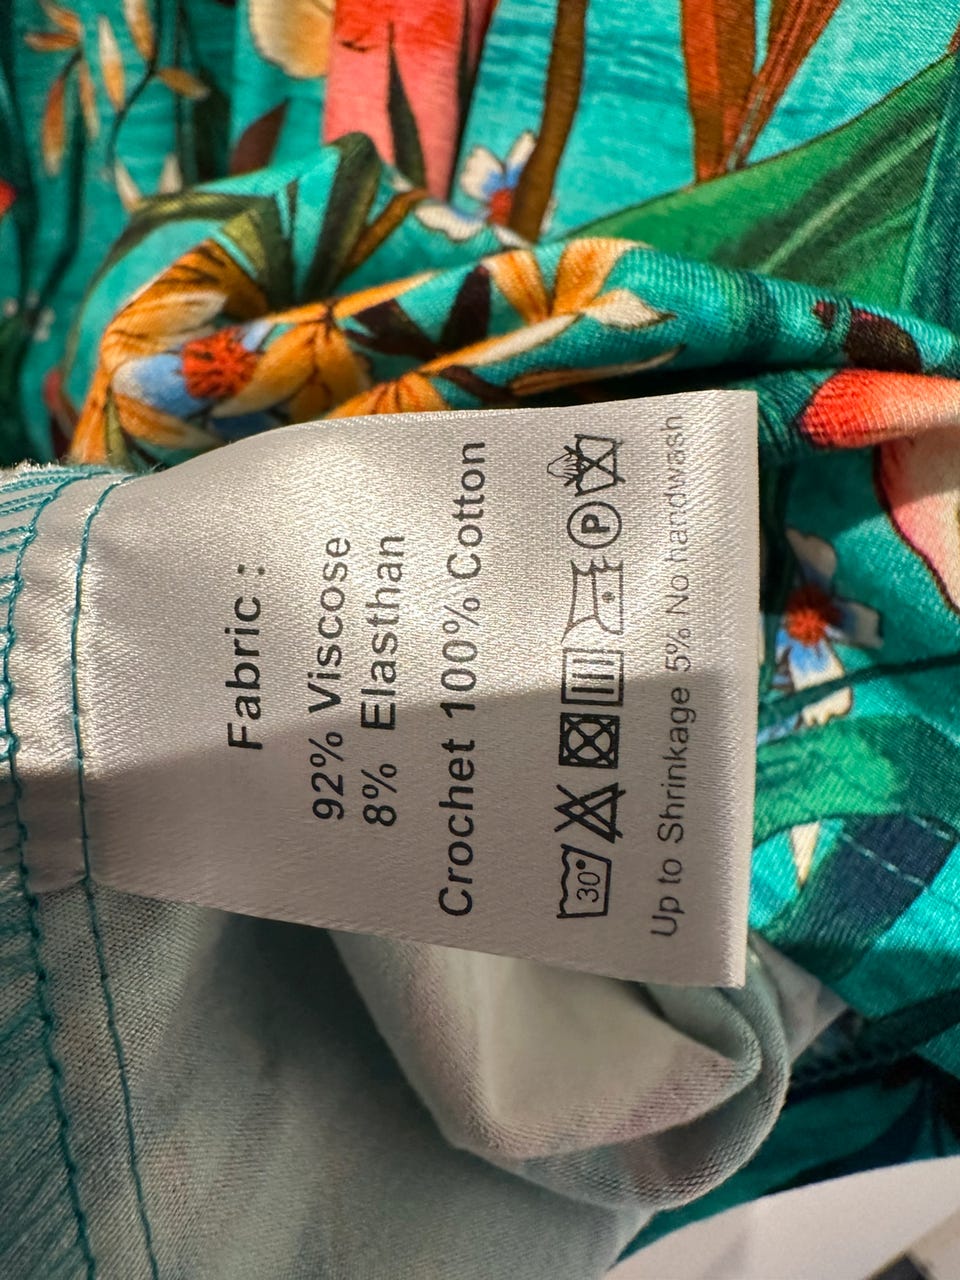 Fabric :
92% Viscose
8% Elasthan
Crochet 100% Cotton
30° P
Up to Shrinkage 5% No handwash